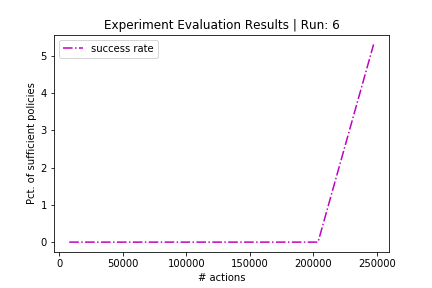 Experiment Evaluation Results | Run: 6
success rate
Pct. of sufficient policies
5
4
3
2
1
0
0 50000 100000 150000 200000 250000
# actions